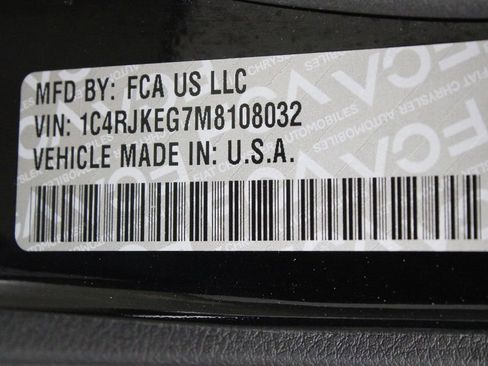 MFD BY: FCA US LLC
VIN: 1C4RJKEG7M8108032
VEHICLE MADE IN: U.S.A.